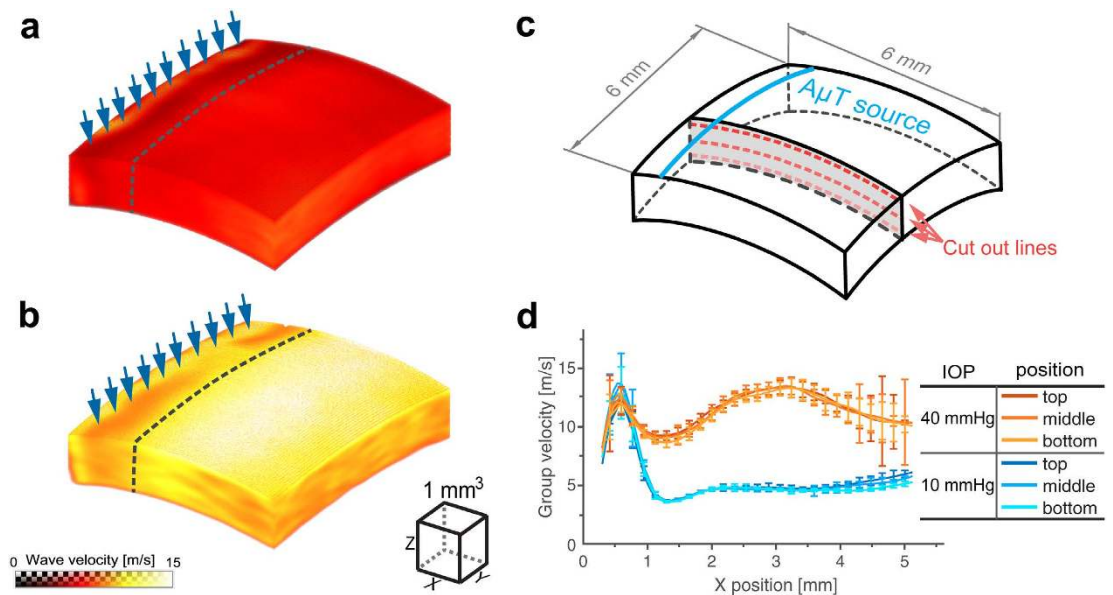 a
b
0 Wave velocity [m/s] 15
1 mm³
Z
X
Y
c
6 mm
6 mm
AμT source
Cut out lines
d
Group velocity [m/s]
15
10
5
0
0 1 2 3 4 5
X position [mm]
IOP position
40 mmHg
top
middle
bottom
10 mmHg
top
middle
bottom